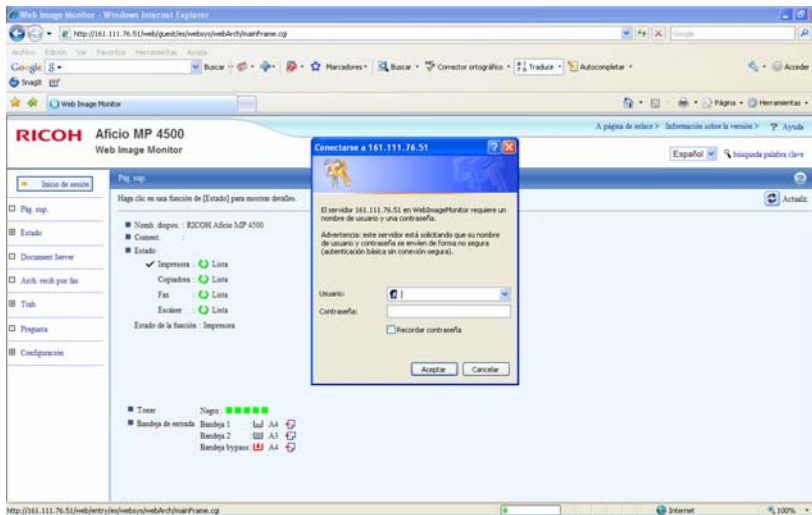 Web Image Monitor - Windows Internet Explorer
http://161.111.76.51/web/guest/es/websys/webArch/mainFrame.cgi
Google
Archivo Edición Ver Favoritos Herramientas Ayuda
Google Buscar Marcadores Buscar Corrector ortográfico Traducir Autocompletar Acceder
SnagIt
Web Image Monitor Página Herramientas
RICOH Aficio MP 4500
Web Image Monitor
A página de enlace > Información sobre la versión > ? Ayuda
Español búsqueda palabra clave
Inicio de sesión
Pág. sup.
Estado
Document Server
Arch. recib por fax
Trab.
Pregunta
Configuración
Pág. sup.
Haga clic en una función de [Estado] para mostrar detalles.
Actualiz.
Nomb. dispos. : RICOH Aficio MP 4500
Coment. :
Estado
Impresora : Lista
Copiadora : Lista
Fax : Lista
Escáner : Lista
Estado de la función : Impresora
Toner Negro:
Bandeja de entrada Bandeja 1 : A4
Bandeja 2 : A3
Bandeja bypass: A4
Conectarse a 161.111.76.51
El servidor 161.111.76.51 en WebImageMonitor requiere un
nombre de usuario y una contraseña.
Advertencia: este servidor está solicitando que su nombre
de usuario y contraseña se envíen de forma no segura
(autenticación básica sin conexión segura).
Usuario:
Contraseña:
Recordar contraseña
Aceptar Cancelar
http://161.111.76.51/web/entry/es/websys/webArch/mainFrame.cgi
Internet 100%